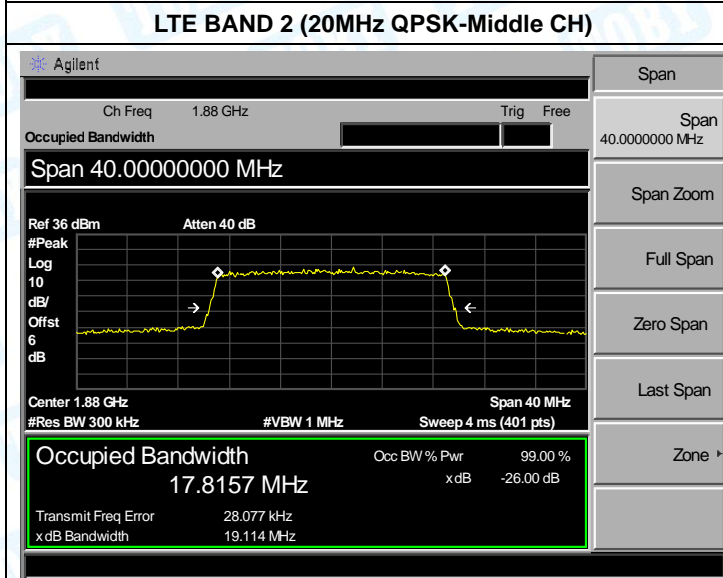 LTE BAND 2 (20MHz QPSK-Middle CH)
Agilent
Span
Ch Freq 1.88 GHz Trig Free
Occupied Bandwidth
Span
40.0000000 MHz
Span 40.00000000 MHz
Span Zoom
Ref 36 dBm Atten 40 dB
#Peak
Log
10
dB/
Offst
6
dB
Full Span
Zero Span
Last Span
Center 1.88 GHz Span 40 MHz
#Res BW 300 kHz #VBW 1 MHz Sweep 4 ms (401 pts)
Zone
Occupied Bandwidth Occ BW % Pwr 99.00 %
17.8157 MHz x dB -26.00 dB
Transmit Freq Error 28.077 kHz
x dB Bandwidth 19.114 MHz